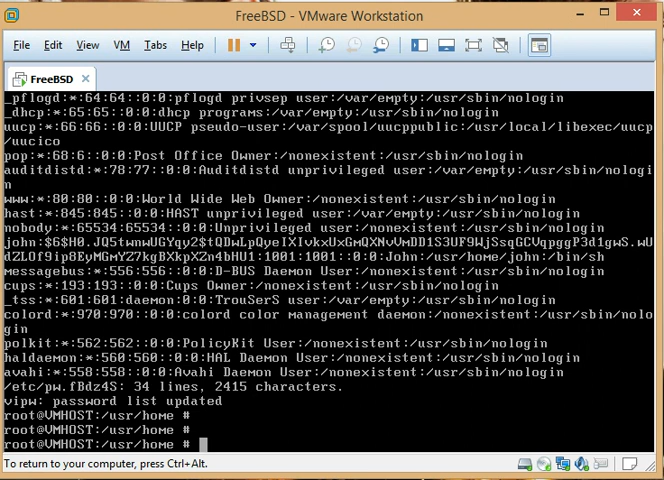 FreeBSD - VMware Workstation
File Edit View VM Tabs Help
FreeBSD
_pflogd:*:64:64::0:0:pflogd privsep user:/var/empty:/usr/sbin/nologin
_dhcp:*:65:65::0:0:dhcp programs:/var/empty:/usr/sbin/nologin
uucp:*:66:66::0:0:UUCP pseudo-user:/var/spool/uucppublic:/usr/local/libexec/uucp
/uucico
pop:*:68:6::0:0:Post Office Owner:/nonexistent:/usr/sbin/nologin
auditdistd:*:78:77::0:0:Auditdistd unprivileged user:/var/empty:/usr/sbin/nologi
n
www:*:80:80::0:0:World Wide Web Owner:/nonexistent:/usr/sbin/nologin
hast:*:845:845::0:0:HAST unprivileged user:/var/empty:/usr/sbin/nologin
nobody:*:65534:65534::0:0:Unprivileged user:/nonexistent:/usr/sbin/nologin
john:$6$H0.JQ5twnwUGYqy2$tQDwLpQyeIXIvkxUxGmQXNvVmDD1S3UF9WjSsqGCVqpggP3d1gwS.wU
dZLOf9ip8EyMGmYZ7kgBXkpXZn4bHU1:1001:1001::0:0:John:/usr/home/john:/bin/sh
messagebus:*:556:556::0:0:D-BUS Daemon User:/nonexistent:/usr/sbin/nologin
cups:*:193:193::0:0:Cups Owner:/nonexistent:/usr/sbin/nologin
_tss:*:601:601:daemon:0:0:TrouSerS user:/var/empty:/usr/sbin/nologin
colord:*:970:970::0:0:colord color management daemon:/nonexistent:/usr/sbin/nolo
gin
polkit:*:562:562::0:0:PolicyKit User:/nonexistent:/usr/sbin/nologin
haldaemon:*:560:560::0:0:HAL Daemon User:/nonexistent:/usr/sbin/nologin
avahi:*:558:558::0:0:Avahi Daemon User:/nonexistent:/usr/sbin/nologin
/etc/pw.fBdz4S: 34 lines, 2415 characters.
vipw: password list updated
root@VMHOST:/usr/home #
root@VMHOST:/usr/home #
root@VMHOST:/usr/home #
To return to your computer, press Ctrl+Alt.